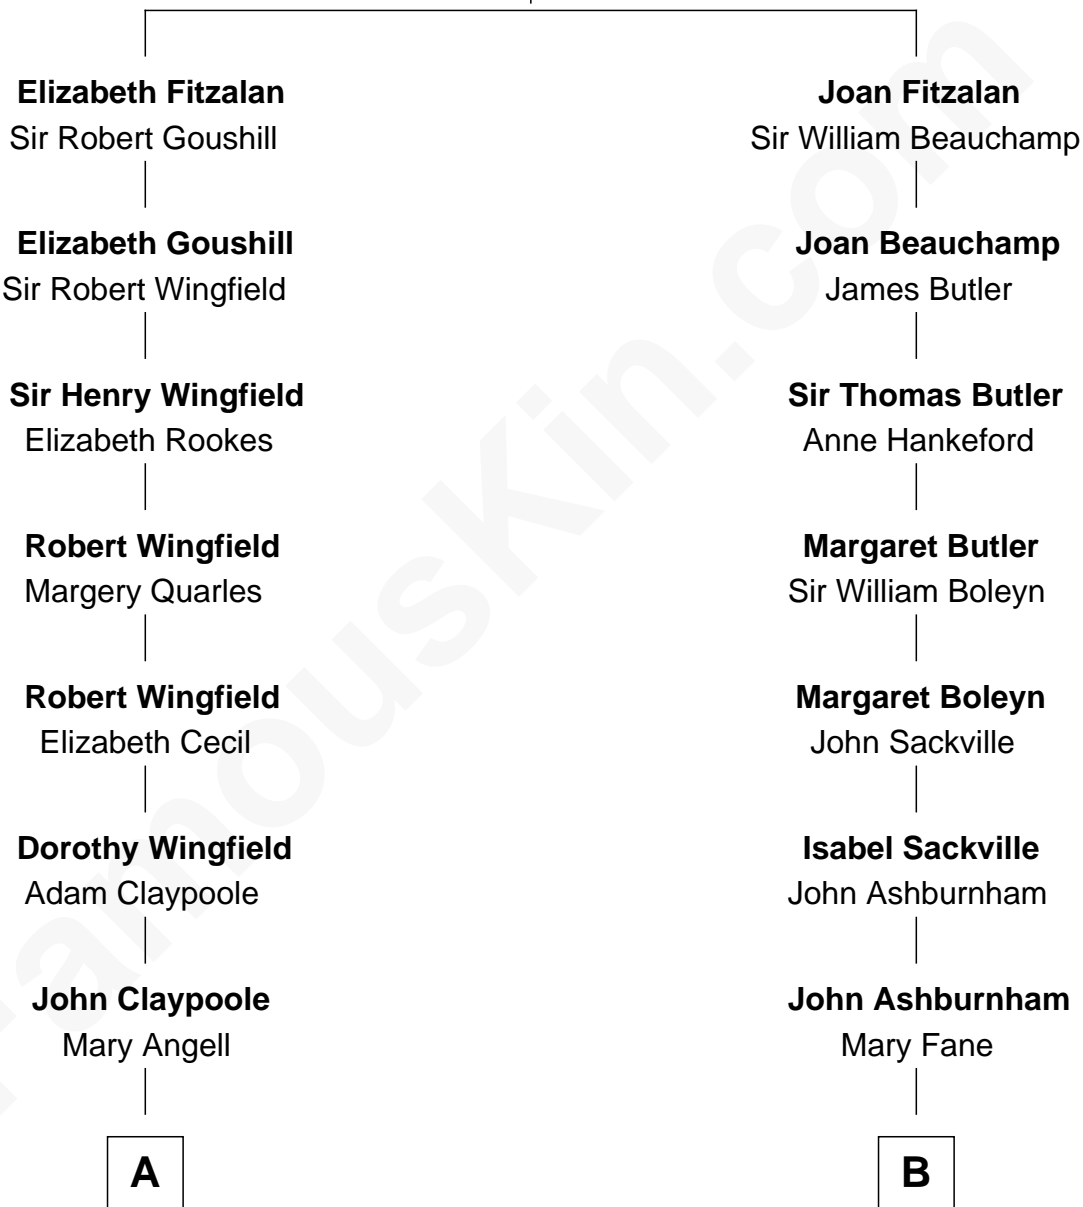 Elizabeth Fitzalan
Sir Robert Goushill
Elizabeth Goushill
Sir Robert Wingfield
Sir Henry Wingfield
Elizabeth Rookes
Robert Wingfield
Margery Quarles
Robert Wingfield
Elizabeth Cecil
Dorothy Wingfield
Adam Claypoole
John Claypoole
Mary Angell
A
Joan Fitzalan
Sir William Beauchamp
Joan Beauchamp
James Butler
Sir Thomas Butler
Anne Hankeford
Margaret Butler
Sir William Boleyn
Margaret Boleyn
John Sackville
Isabel Sackville
John Ashburnham
John Ashburnham
Mary Fane
B
FamousKin.com